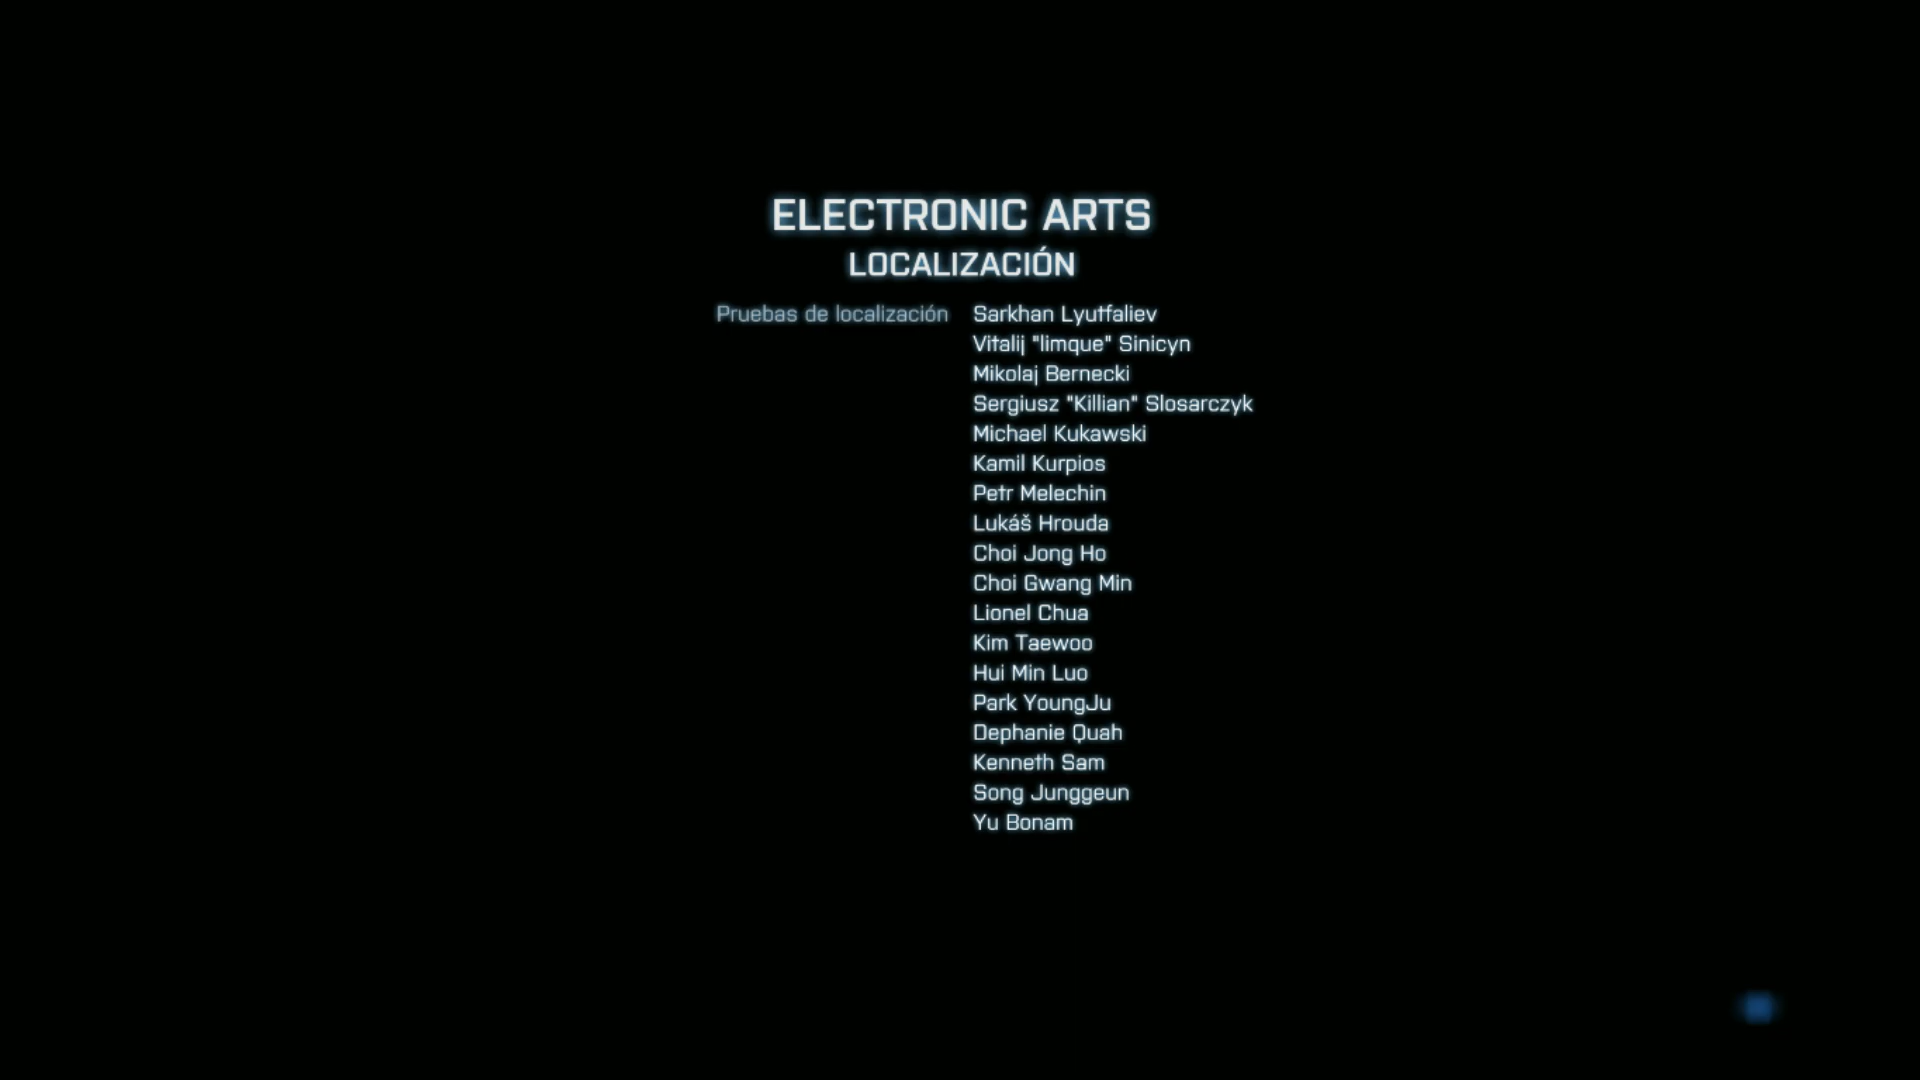 ELECTRONIC ARTS
LOCALIZACIÓN
Pruebas de localización Sarkhan Lyutfaliev
Vitalij "limque" Sinicyn
Mikolaj Bernecki
Sergiusz "Killian" Slosarczyk
Michael Kukawski
Kamil Kurpios
Petr Melechin
Lukáš Hrouda
Choi Jong Ho
Choi Gwang Min
Lionel Chua
Kim Taewoo
Hui Min Luo
Park YoungJu
Dephanie Quah
Kenneth Sam
Song Junggeun
Yu Bonam